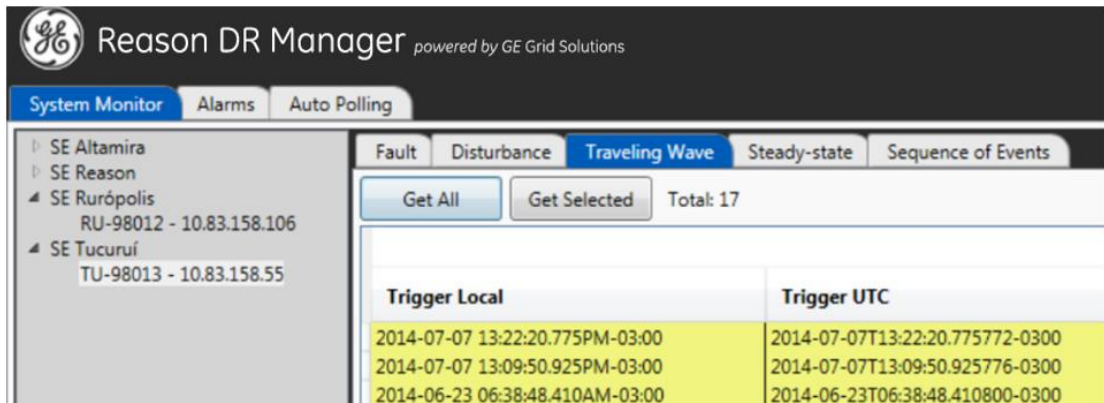 GE
Reason DR Manager powered by GE Grid Solutions
System Monitor Alarms Auto Polling
SE Altamira
SE Reason
SE Rurópolis
RU-98012 - 10.83.158.106
SE Tucuruí
TU-98013 - 10.83.158.55
Fault Disturbance Traveling Wave Steady-state Sequence of Events
Get All Get Selected Total: 17
Trigger Local Trigger UTC
2014-07-07 13:22:20.775PM-03:00 2014-07-07T13:22:20.775772-0300
2014-07-07 13:09:50.925PM-03:00 2014-07-07T13:09:50.925776-0300
2014-06-23 06:38:48.410AM-03:00 2014-06-23T06:38:48.410800-0300